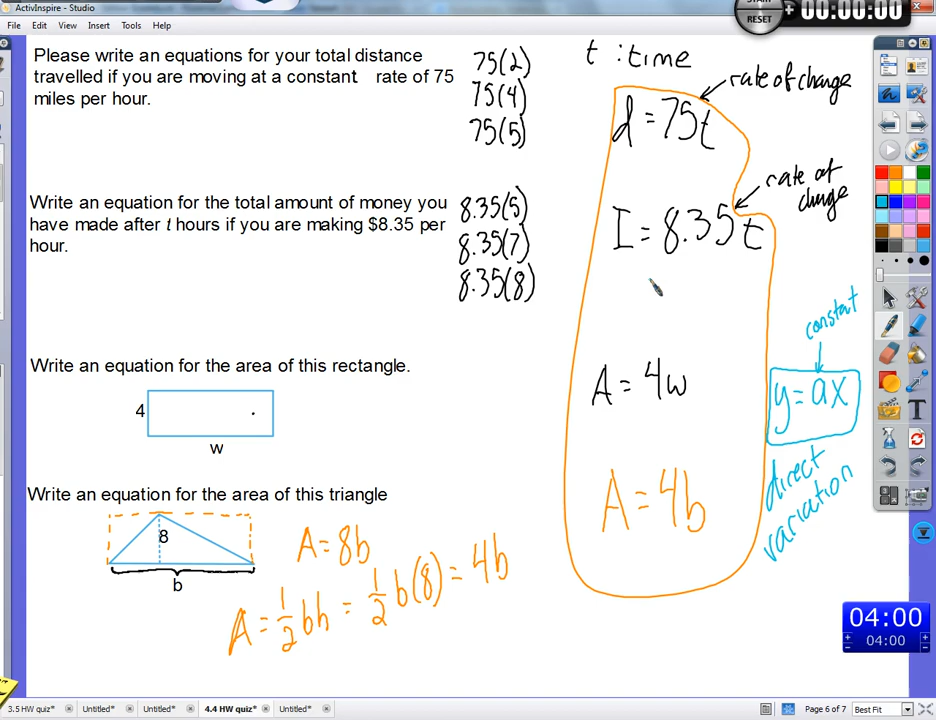 ActivInspire - Studio
START
RESET
00:00:00
File Edit View Insert Tools
Please write an equations for your total distance
travelled if you are moving at a constant rate of 75
miles per hour.
75(2)
75(4)
75(5)
t : time
rate of change
d = 75t
Write an equation for the total amount of money you
have made after t hours if you are making $8.35 per
hour.
8.35(5)
8.35(7)
8.35(8)
rate of
change
I = 8.35t
Write an equation for the area of this rectangle.
4
w
A = 4w
constat
y = ax
direct
variation
Write an equation for the area of this triangle
8
b
A = 8b
A = 1/2 bh = 1/2 b(8) = 4b
A = 4b
04:00
04:00
3.5 HW quiz* Untitled* Untitled* 4.4 HW quiz* Untitled* Page 6 of 7 Best Fit